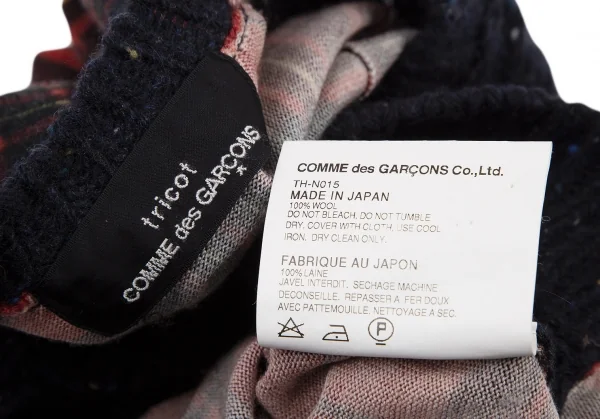 tricot
COMME des GARÇONS
COMME des GARÇONS Co.,Ltd.
TH-N015
MADE IN JAPAN
100% WOOL
DO NOT BLEACH. DO NOT TUMBLE
DRY. COVER WITH CLOTH. USE COOL
IRON. DRY CLEAN ONLY.
FABRIQUE AU JAPON
100% LAINE
JAVEL INTERDIT. SECHAGE MACHINE
DECONSEILLE. REPASSER A FER DOUX
AVEC PATTEMOUILLE. NETTOYAGE A SEC.
P